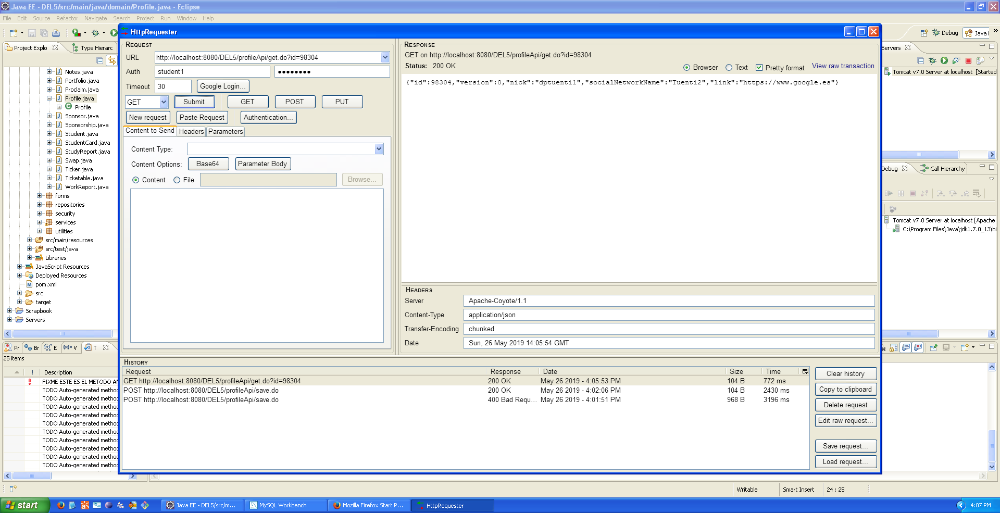 Java EE - DEL5/src/main/java/domain/Profile.java - Eclipse
File Edit Source Refactor Navigate Search Project Run Window Help
Debug Java
Project Explo
Type Hierarc
Notes.java
Portfolio.java
Proclaim.java
Profile.java
Profile
Sponsor.java
Sponsorship.java
Student.java
StudentCard.java
StudyReport.java
Swap.java
Ticker.java
Ticketable.java
WorkReport.java
forms
repositories
security
services
utilities
src/main/resources
src/test/java
Libraries
JavaScript Resources
Deployed Resources
pom.xml
src
target
Scrapbook
Servers
Pr Br E (x)= V T
25 items
! Description
FIXME ESTE ES EL METODO AN
TODO Auto-generated metho
TODO Auto-generated metho
TODO Auto-generated metho
TODO Auto-generated metho
TODO Auto-generated metho
TODO Auto-generated metho
TODO Auto-generated metho
TODO Auto-generated metho
TODO Auto-generated metho
TODO Auto-generated metho
HttpRequester
REQUEST
URL http://localhost:8080/DEL5/profileApi/get.do?id=98304
Auth student1 ●●●●●●●●
Timeout 30 Google Login...
GET Submit GET POST PUT
New request Paste Request Authentication...
Content to Send Headers Parameters
Content Type:
Content Options: Base64 Parameter Body
Content File Browse...
RESPONSE
GET on http://localhost:8080/DEL5/profileApi/get.do?id=98304
Status: 200 OK
Browser Text Pretty format View raw transaction
{"id":98304,"version":0,"nick":"dptuenti1","socialNetworkName":"Tuenti2","link":"https://www.google.es"}
HEADERS
Server Apache-Coyote/1.1
Content-Type application/json
Transfer-Encoding chunked
Date Sun, 26 May 2019 14:05:54 GMT
HISTORY
Request Response Date Size Time
GET http://localhost:8080/DEL5/profileApi/get.do?id=98304 200 OK May 26 2019 - 4:05:53 PM 104 B 772 ms
POST http://localhost:8080/DEL5/profileApi/save.do 200 OK May 26 2019 - 4:02:06 PM 104 B 2430 ms
POST http://localhost:8080/DEL5/profileApi/save.do 400 Bad Requ... May 26 2019 - 4:01:51 PM 968 B 3196 ms
Clear history
Copy to clipboard
Delete request
Edit raw request...
Save request...
Load request...
Servers
Tomcat v7.0 Server at localhost [Started
Debug Call Hierarchy
Tomcat v7.0 Server at localhost [Apache
C:\Program Files\Java\jdk1.7.0_13\bi
Writable Smart Insert 24 : 25
start
Java EE - DEL5/src/m...
MySQL Workbench
Mozilla Firefox Start P...
HttpRequester
4:07 PM